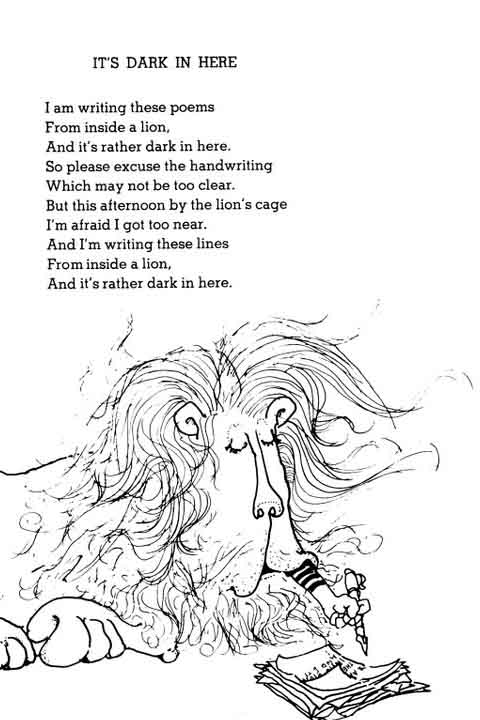 IT'S DARK IN HERE
I am writing these poems
From inside a lion,
And it's rather dark in here.
So please excuse the handwriting
Which may not be too clear.
But this afternoon by the lion's cage
I'm afraid I got too near.
And I'm writing these lines
From inside a lion,
And it's rather dark in here.